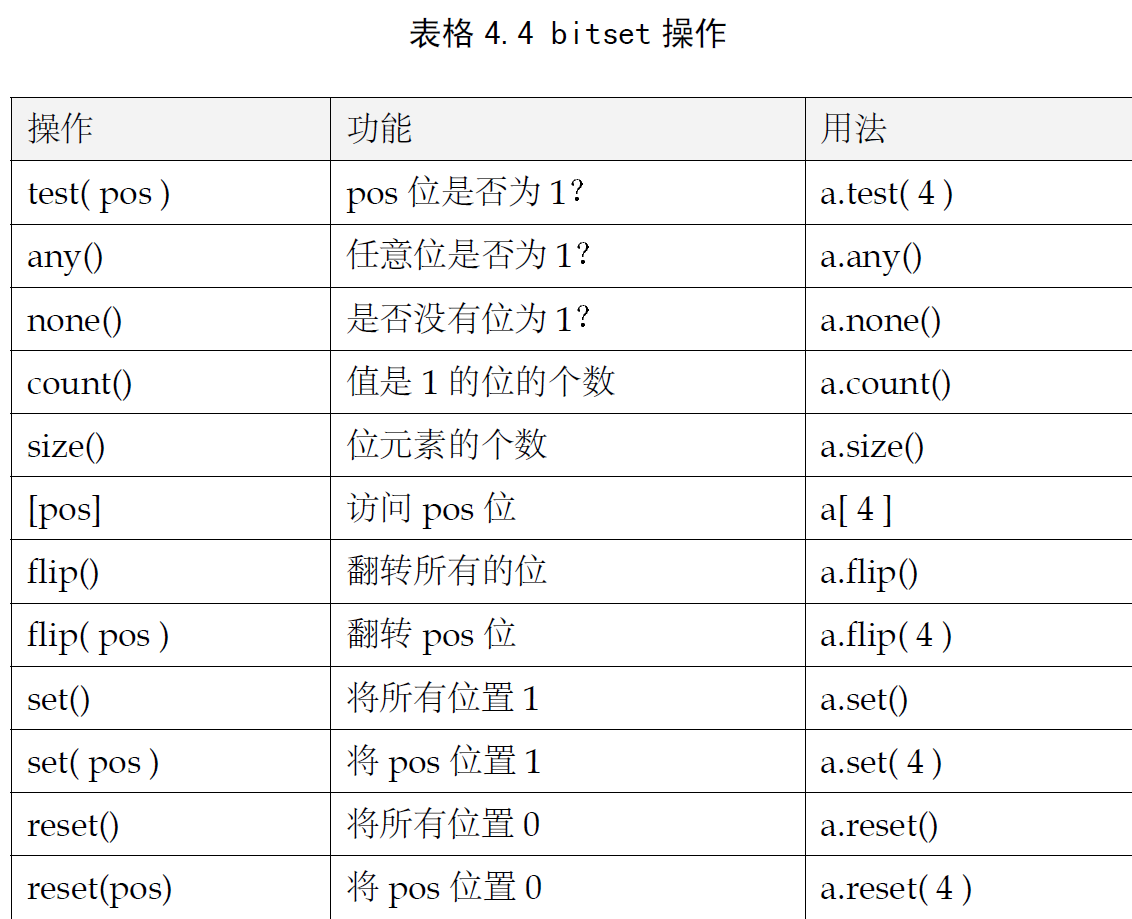 表格 4.4 bitset 操作
操作 功能 用法
test( pos ) pos 位是否为 1? a.test( 4 )
any() 任意位是否为 1? a.any()
none() 是否没有位为 1? a.none()
count() 值是 1 的位的个数 a.count()
size() 位元素的个数 a.size()
[pos] 访问 pos 位 a[ 4 ]
flip() 翻转所有的位 a.flip()
flip( pos ) 翻转 pos 位 a.flip( 4 )
set() 将所有位置 1 a.set()
set( pos ) 将 pos 位置 1 a.set( 4 )
reset() 将所有位置 0 a.reset()
reset(pos) 将 pos 位置 0 a.reset( 4 )